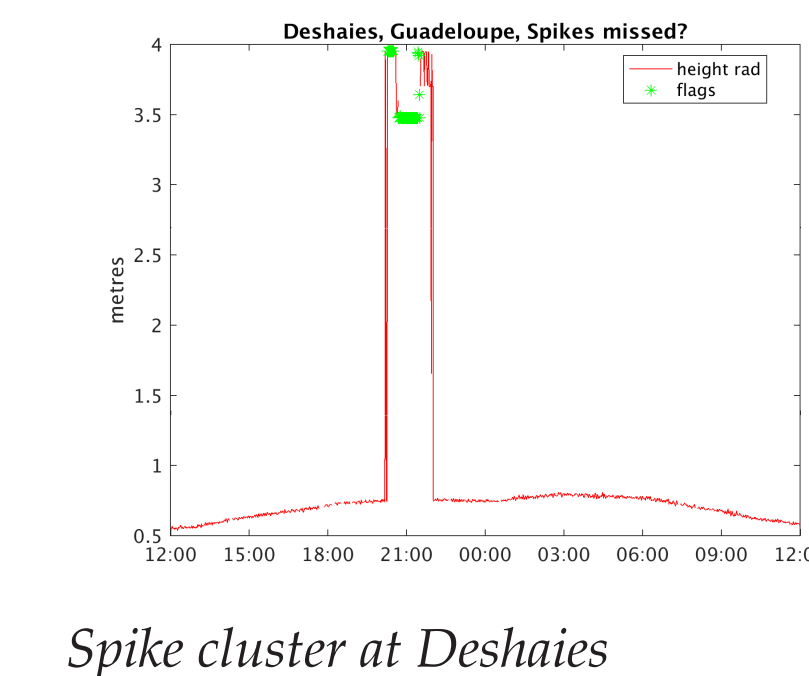 Deshaies, Guadeloupe, Spikes missed?
4
3.5
3
2.5
2
1.5
1
0.5
metres
height rad
flags
12:00 15:00 18:00 21:00 00:00 03:00 06:00 09:00 12:0
Spike cluster at Deshaies